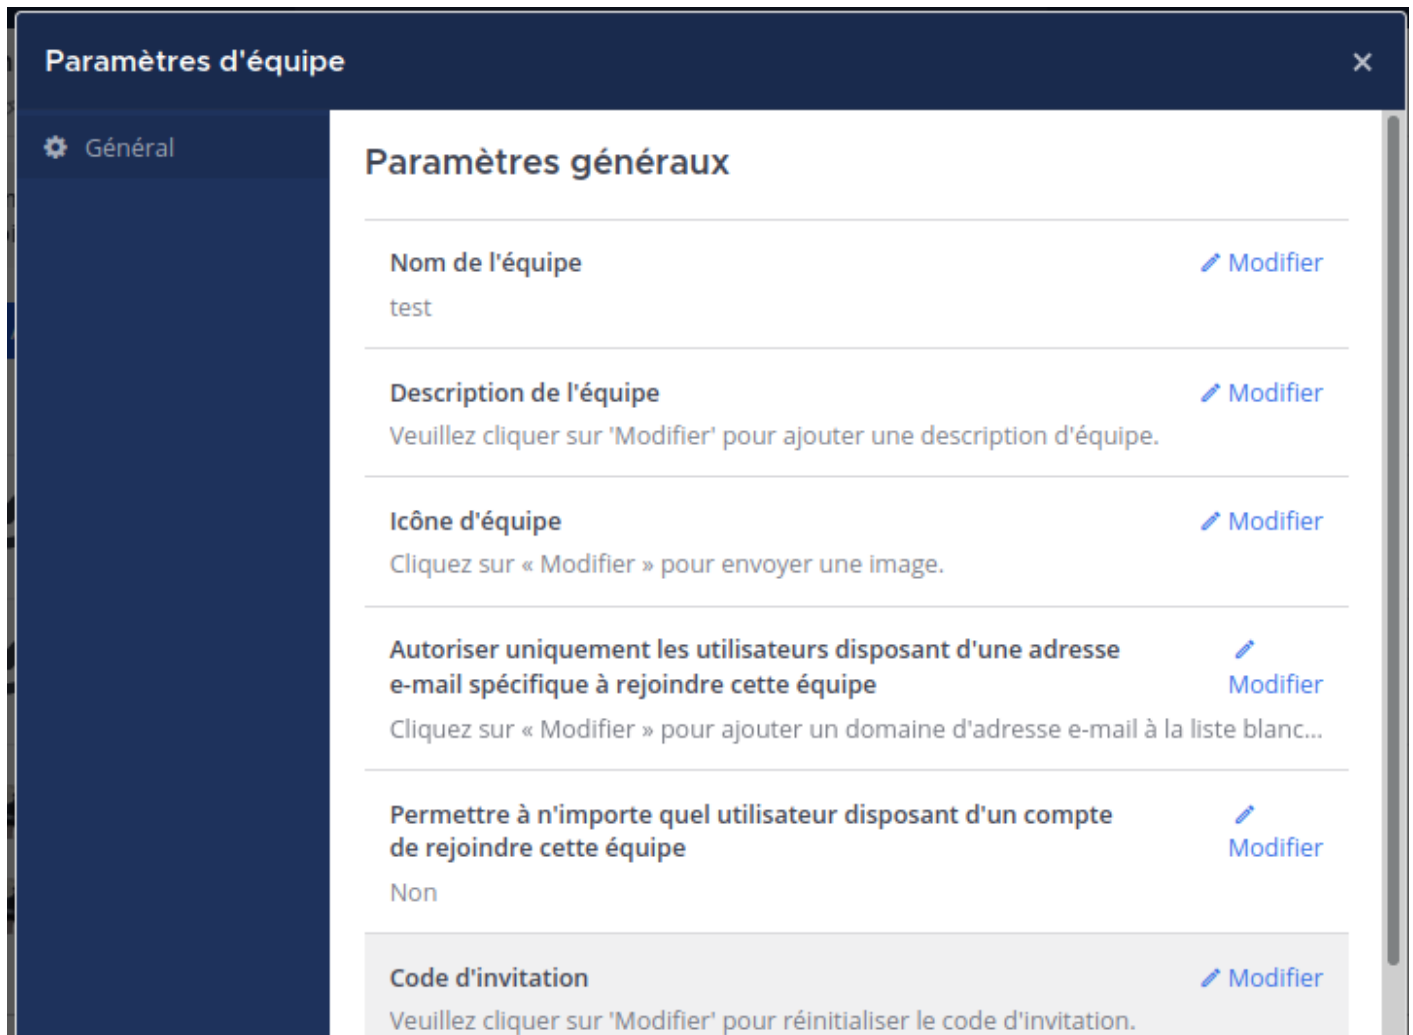 Paramètres d'équipe
Général
Paramètres généraux
Nom de l'équipe
Modifier
test
Description de l'équipe
Modifier
Veuillez cliquer sur 'Modifier' pour ajouter une description d'équipe.
Icône d'équipe
Modifier
Cliquez sur « Modifier » pour envoyer une image.
Autoriser uniquement les utilisateurs disposant d'une adresse
e-mail spécifique à rejoindre cette équipe
Modifier
Cliquez sur « Modifier » pour ajouter un domaine d'adresse e-mail à la liste blanc...
Permettre à n'importe quel utilisateur disposant d'un compte
de rejoindre cette équipe
Modifier
Non
Code d'invitation
Modifier
Veuillez cliquer sur 'Modifier' pour réinitialiser le code d'invitation.